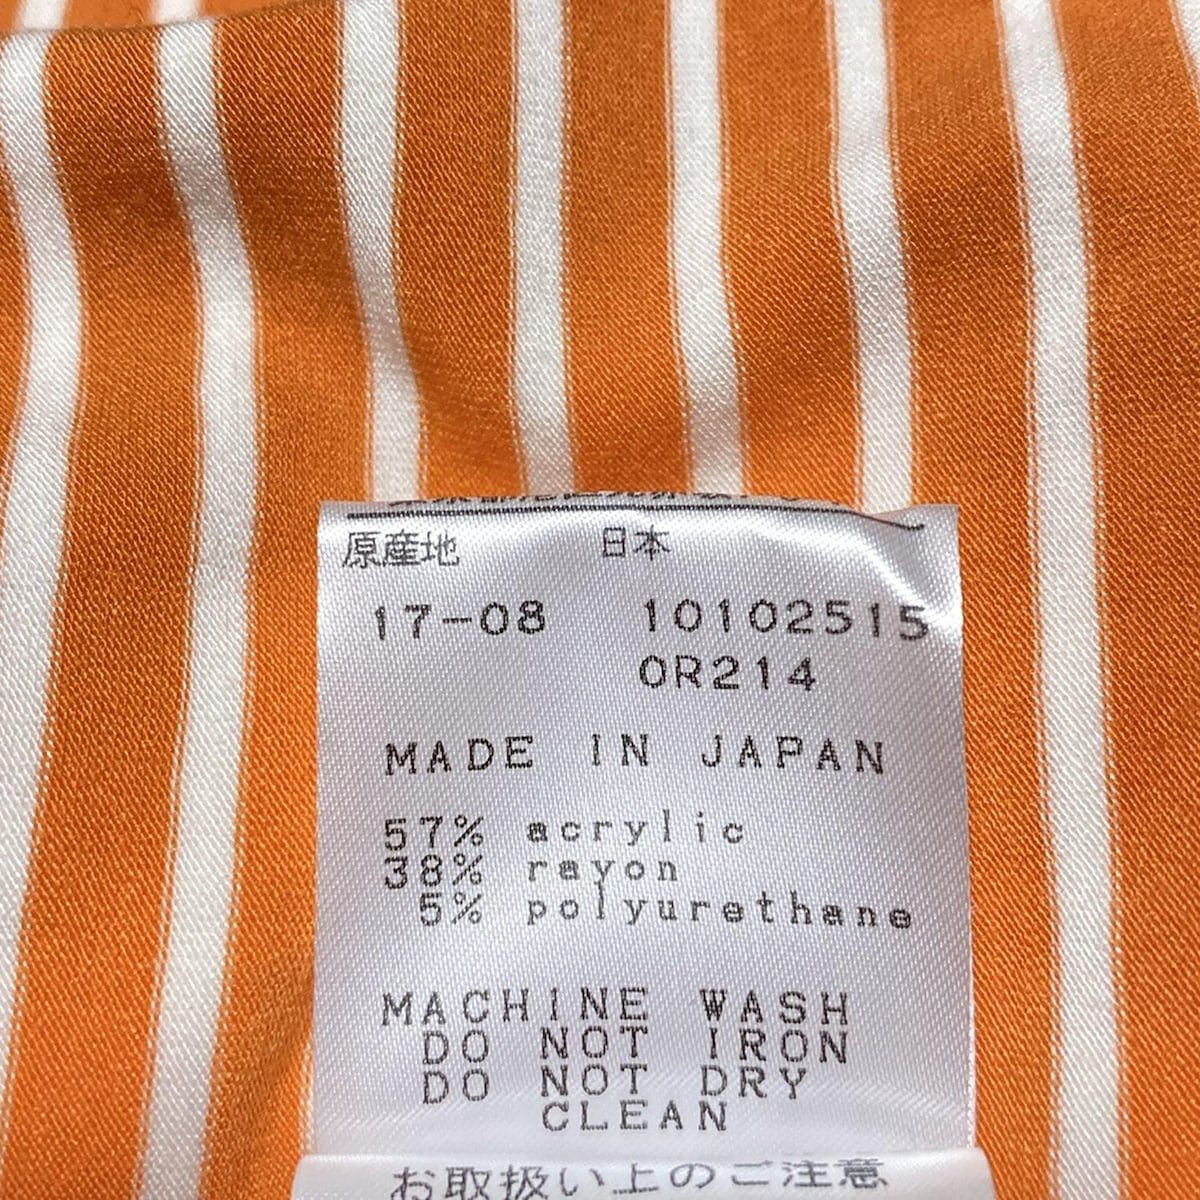 原産地 日本
17-08 10102515
OR214
MADE IN JAPAN
57% acrylic
38% rayon
5% polyurethane
MACHINE WASH
DO NOT IRON
DO NOT DRY
CLEAN
お取扱い上のご注意